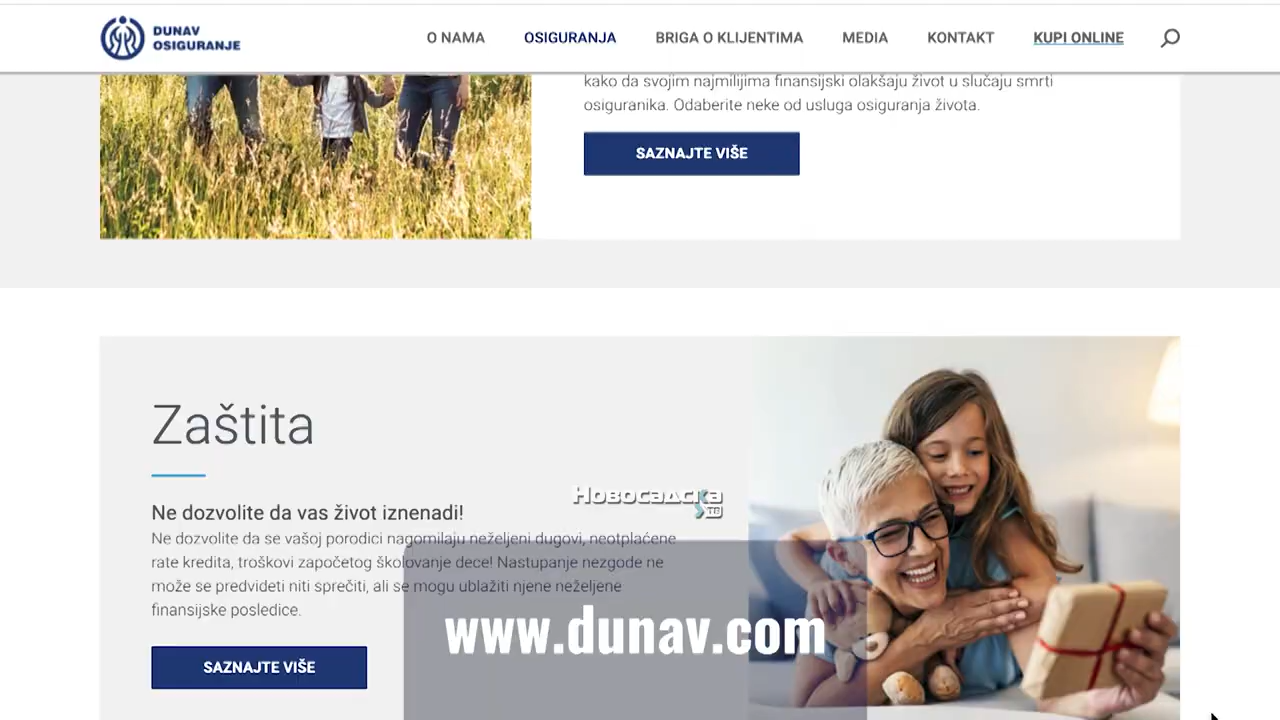 DUNAV
OSIGURANJE
O NAMA
OSIGURANJA
BRIGA O KLIJENTIMA
MEDIA
KONTAKT
KUPI ONLINE
kako da svojim najmilijima finansijski olakšaju život u slučaju smrti
osiguranika. Odaberite neke od usluga osiguranja života.
SAZNAJTE VIŠE
Zaštita
Новосадска
ТВ
Ne dozvolite da vas život iznenadi!
Ne dozvolite da se vašoj porodici nagomilaju neželjeni dugovi, neotplaćene
rate kredita, troškovi započetog školovanje dece! Nastupanje nezgode ne
može se predvideti niti sprečiti, ali se mogu ublažiti njene neželjene
finansijske posledice.
www.dunav.com
SAZNAJTE VIŠE